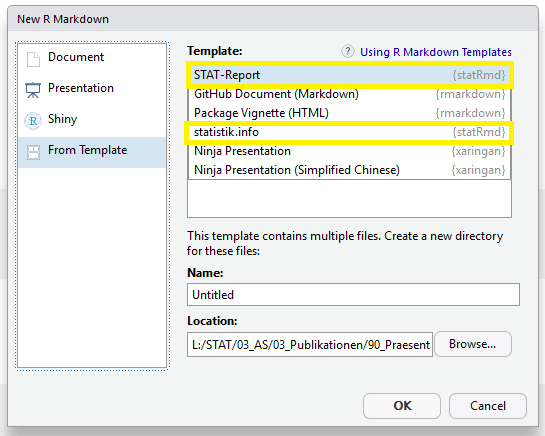 New R Markdown
Document
Presentation
R Shiny
From Template
Template: ? Using R Markdown Templates
STAT-Report {statRmd}
GitHub Document (Markdown) {rmarkdown}
Package Vignette (HTML) {rmarkdown}
statistik.info {statRmd}
Ninja Presentation {xaringan}
Ninja Presentation (Simplified Chinese) {xaringan}
This template contains multiple files. Create a new directory
for these files:
Name:
Untitled
Location:
L:/STAT/03_AS/03_Publikationen/90_Praesent
Browse...
OK Cancel